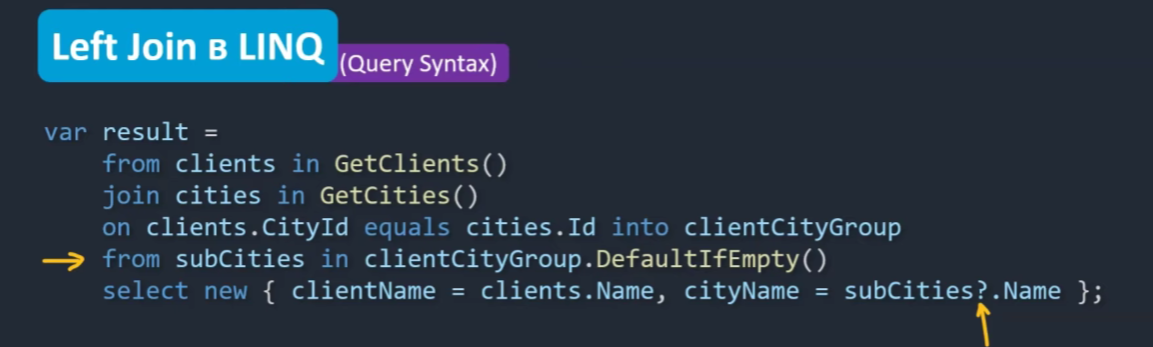 Left Join в LINQ
(Query Syntax)
var result =
from clients in GetClients()
join cities in GetCities()
on clients.CityId equals cities.Id into clientCityGroup
from subCities in clientCityGroup.DefaultIfEmpty()
select new { clientName = clients.Name, cityName = subCities?.Name };